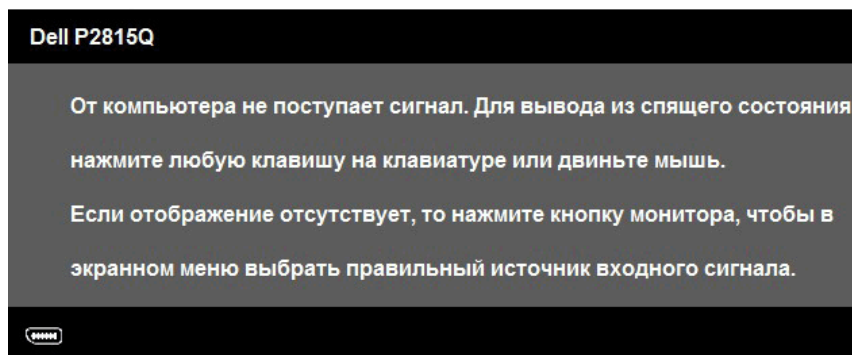 Dell P2815Q
От компьютера не поступает сигнал. Для вывода из спящего состояния
нажмите любую клавишу на клавиатуре или двиньте мышь.
Если отображение отсутствует, то нажмите кнопку монитора, чтобы в
экранном меню выбрать правильный источник входного сигнала.